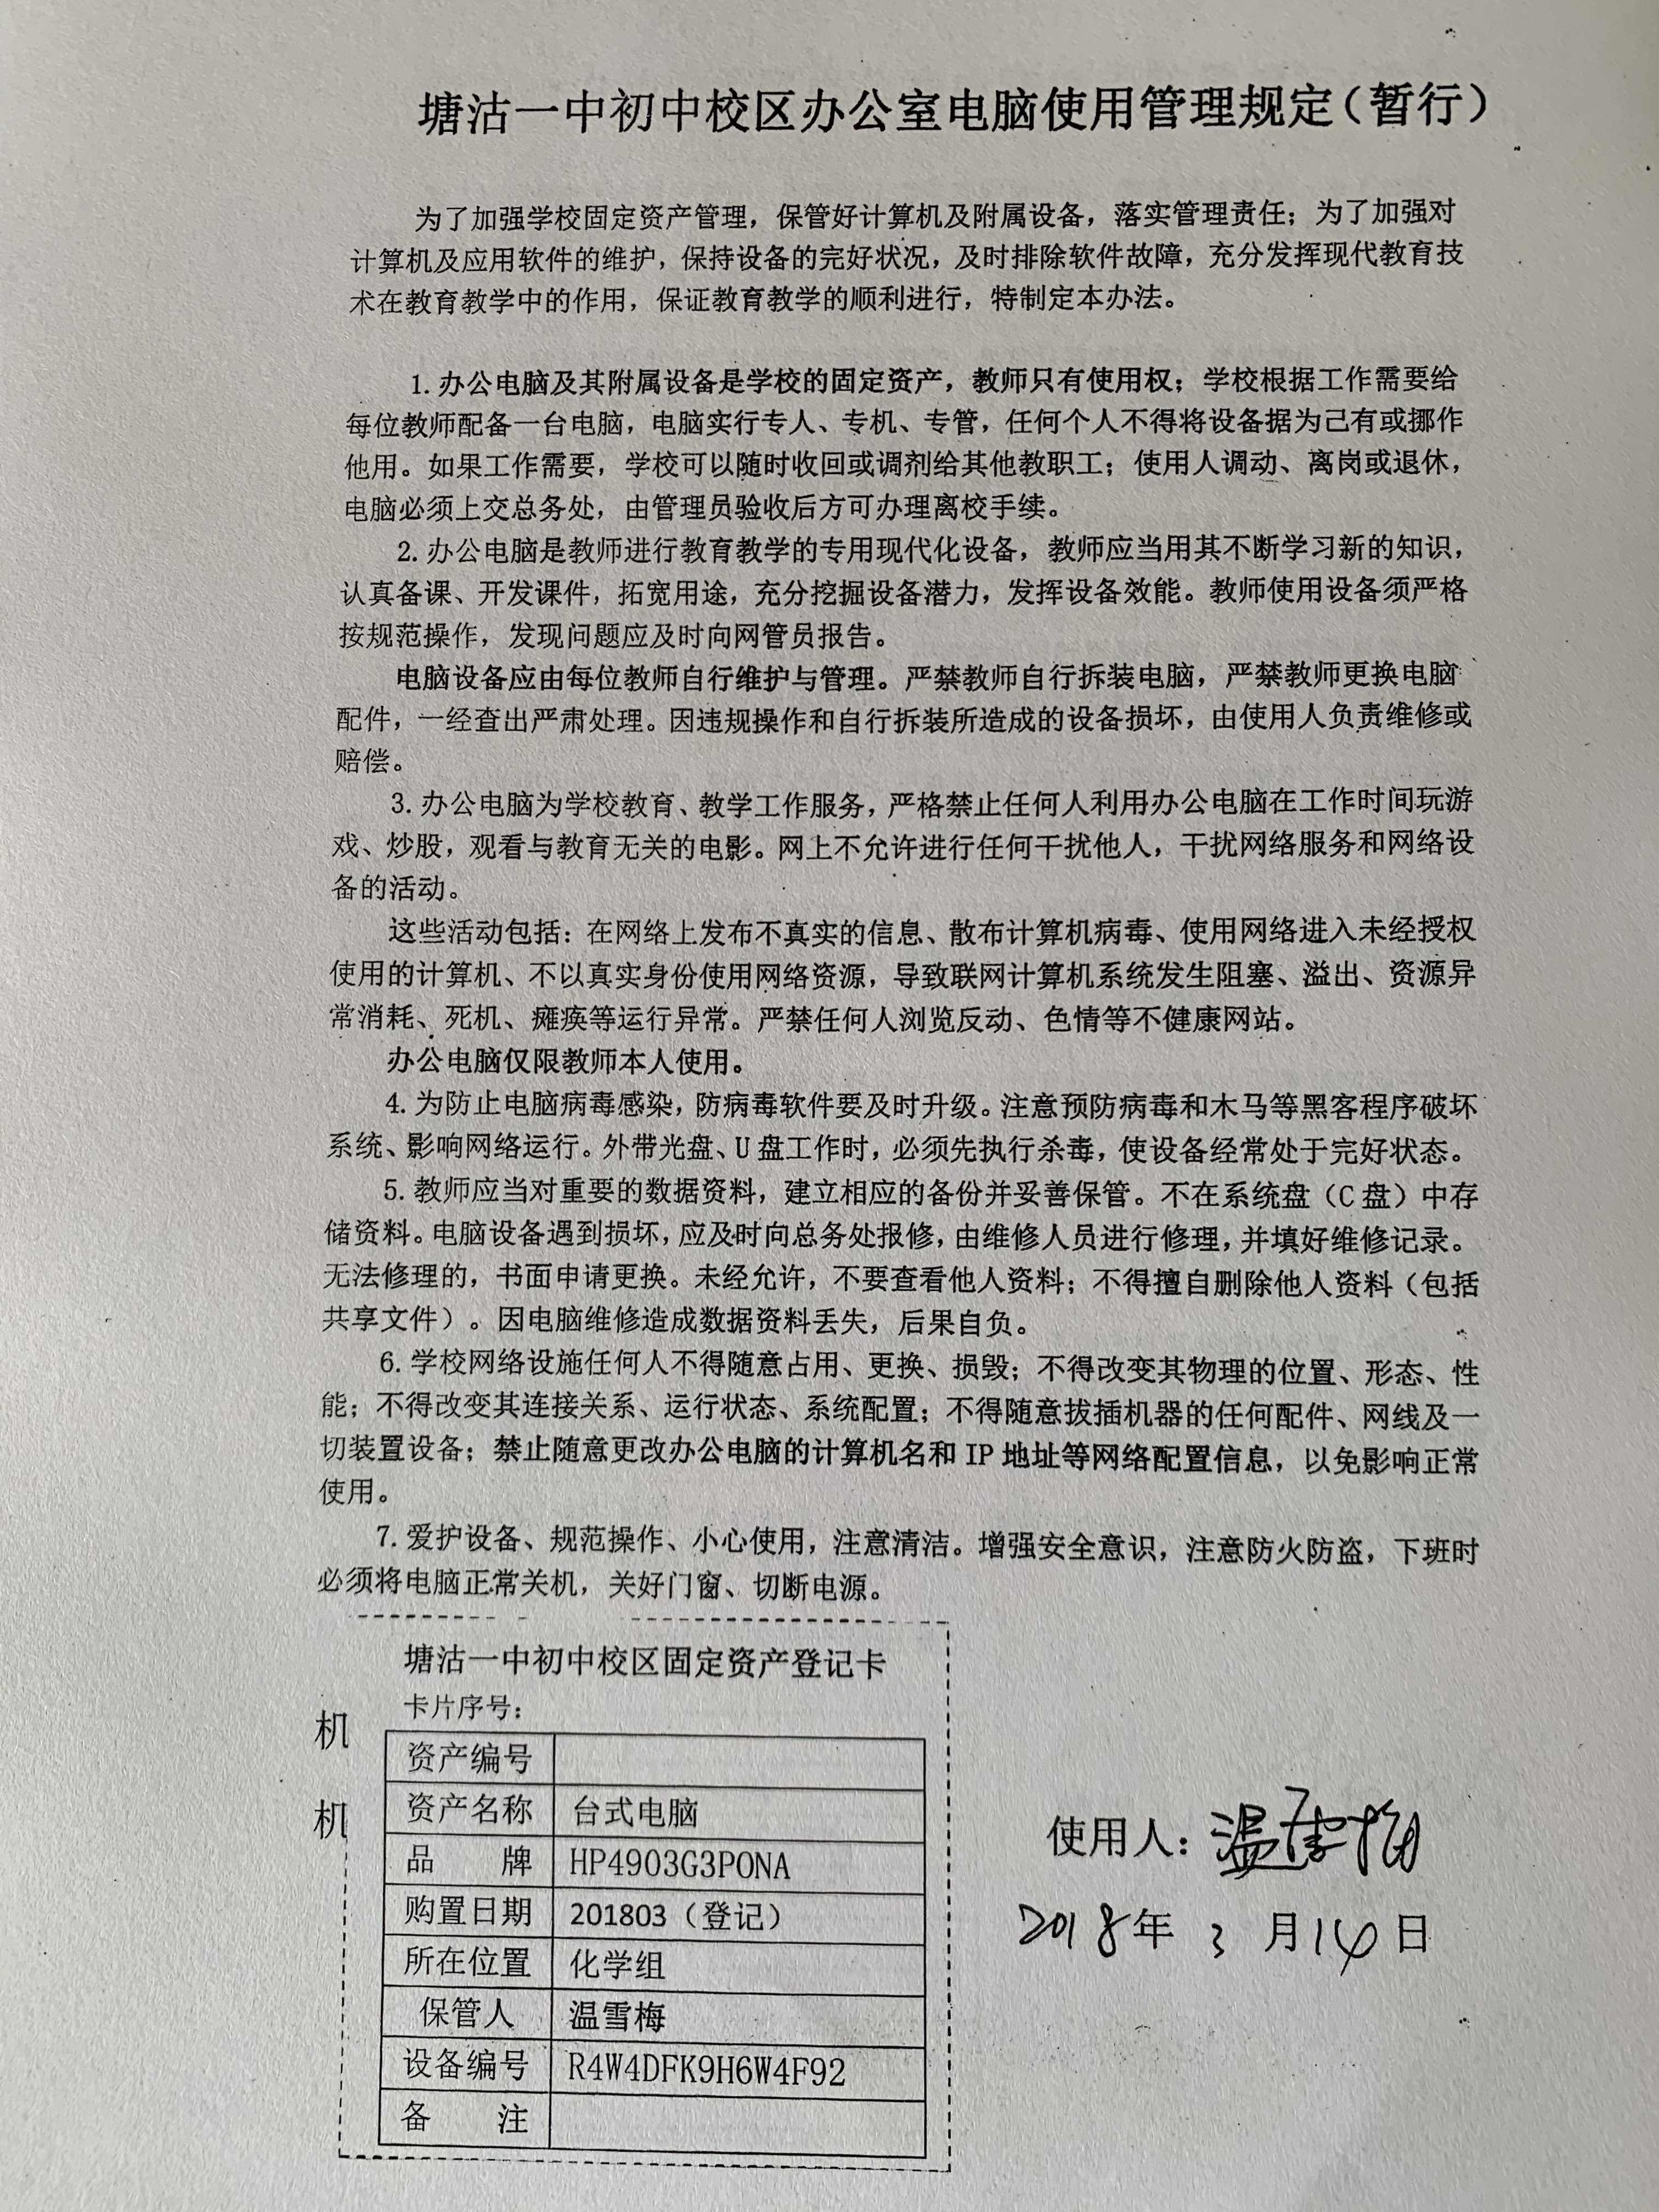 塘沽一中初中校区办公室电脑使用管理规定（暂行）
为了加强学校固定资产管理，保管好计算机及附属设备，落实管理责任；为了加强对
计算机及应用软件的维护，保持设备的完好状况，及时排除软件故障，充分发挥现代教育技
术在教育教学中的作用，保证教育教学的顺利进行，特制定本办法。
1.办公电脑及其附属设备是学校的固定资产，教师只有使用权；学校根据工作需要给
每位教师配备一台电脑，电脑实行专人、专机、专管，任何个人不得将设备据为己有或挪作
他用。如果工作需要，学校可以随时收回或调剂给其他教职工；使用人调动、离岗或退休，
电脑必须上交总务处，由管理员验收后方可办理离校手续。
2.办公电脑是教师进行教育教学的专用现代化设备，教师应当用其不断学习新的知识，
认真备课、开发课件，拓宽用途，充分挖掘设备潜力，发挥设备效能。教师使用设备须严格
按规范操作，发现问题应及时向网管员报告。
电脑设备应由每位教师自行维护与管理。严禁教师自行拆装电脑，严禁教师更换电脑
配件，一经查出严肃处理。因违规操作和自行拆装所造成的设备损坏，由使用人负责维修或
赔偿。
3.办公电脑为学校教育、教学工作服务，严格禁止任何人利用办公电脑在工作时间玩游
戏、炒股，观看与教育无关的电影。网上不允许进行任何干扰他人，干扰网络服务和网络设
备的活动。
这些活动包括：在网络上发布不真实的信息、散布计算机病毒、使用网络进入未经授权
使用的计算机、不以真实身份使用网络资源，导致联网计算机系统发生阻塞、溢出、资源异
常消耗、死机、瘫痪等运行异常。严禁任何人浏览反动、色情等不健康网站。
办公电脑仅限教师本人使用。
4.为防止电脑病毒感染，防病毒软件要及时升级。注意预防病毒和木马等黑客程序破坏
系统、影响网络运行。外带光盘、U盘工作时，必须先执行杀毒，使设备经常处于完好状态。
5.教师应当对重要的数据资料，建立相应的备份并妥善保管。不在系统盘（C盘）中存
储资料。电脑设备遇到损坏，应及时向总务处报修，由维修人员进行修理，并填好维修记录。
无法修理的，书面申请更换。未经允许，不要查看他人资料；不得擅自删除他人资料（包括
共享文件）。因电脑维修造成数据资料丢失，后果自负。
6.学校网络设施任何人不得随意占用、更换、损毁；不得改变其物理的位置、形态、性
能；不得改变其连接关系、运行状态、系统配置；不得随意拔插机器的任何配件、网线及一
切装置设备；禁止随意更改办公电脑的计算机名和IP地址等网络配置信息，以免影响正常
使用。
7.爱护设备、规范操作、小心使用，注意清洁。增强安全意识，注意防火防盗，下班时
必须将电脑正常关机，关好门窗、切断电源。
塘沽一中初中校区固定资产登记卡
卡片序号：
机
机
资产编号
资产名称 台式电脑
品 牌 HP4903G3PONA
购置日期 201803（登记）
所在位置 化学组
保管人 温雪梅
设备编号 R4W4DFK9H6W4F92
备 注
使用人：温雪梅
2018年3月14日